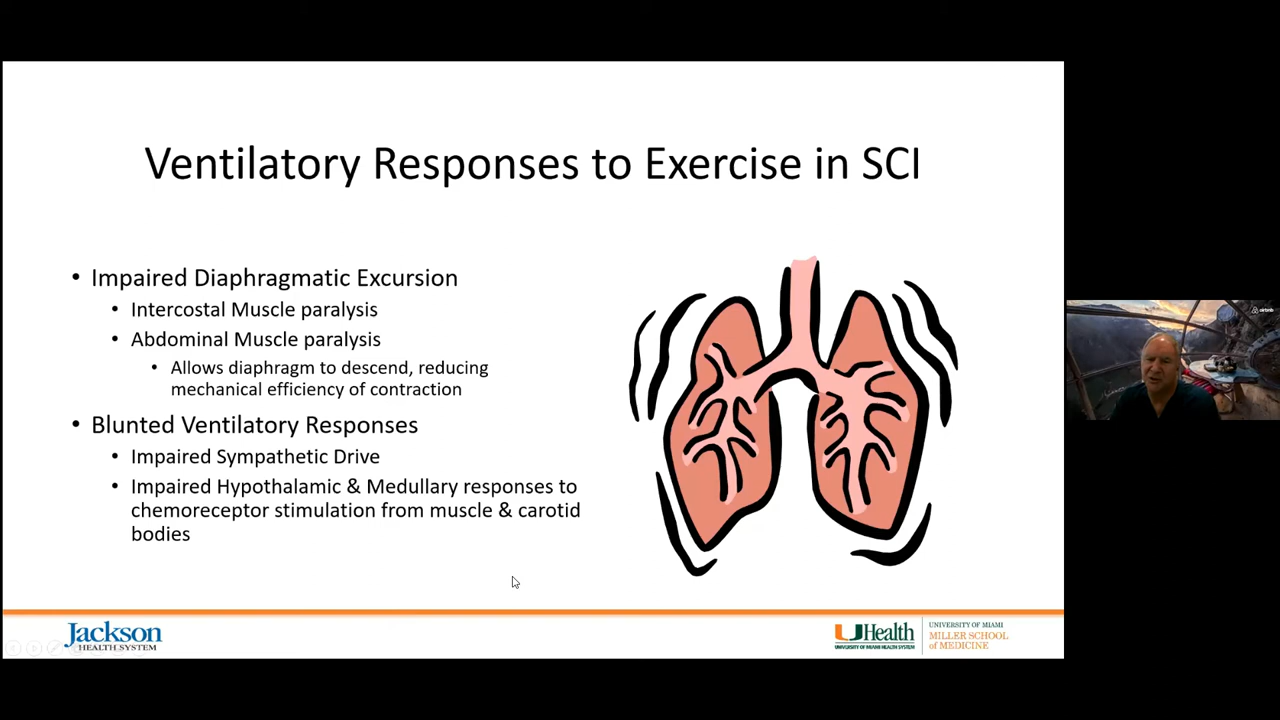 Ventilatory Responses to Exercise in SCI
• Impaired Diaphragmatic Excursion
• Intercostal Muscle paralysis
• Abdominal Muscle paralysis
• Allows diaphragm to descend, reducing
mechanical efficiency of contraction
• Blunted Ventilatory Responses
• Impaired Sympathetic Drive
• Impaired Hypothalamic & Medullary responses to
chemoreceptor stimulation from muscle & carotid
bodies
airbnb
Jackson
HEALTH SYSTEM
UHealth
UNIVERSITY OF MIAMI HEALTH SYSTEM
UNIVERSITY OF MIAMI
MILLER SCHOOL
of MEDICINE